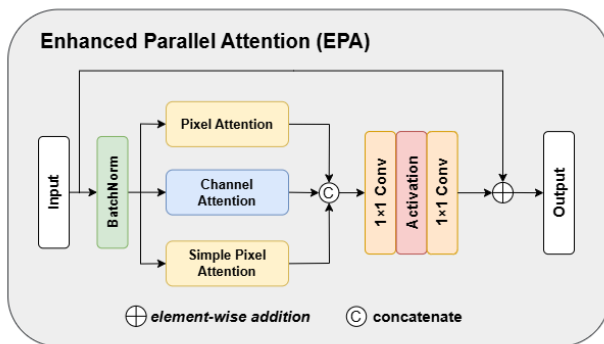 Enhanced Parallel Attention (EPA)
Input
BatchNorm
Pixel Attention
Channel
Attention
Simple Pixel
Attention
C
1×1 Conv
Activation
1×1 Conv
Output
element-wise addition
C concatenate